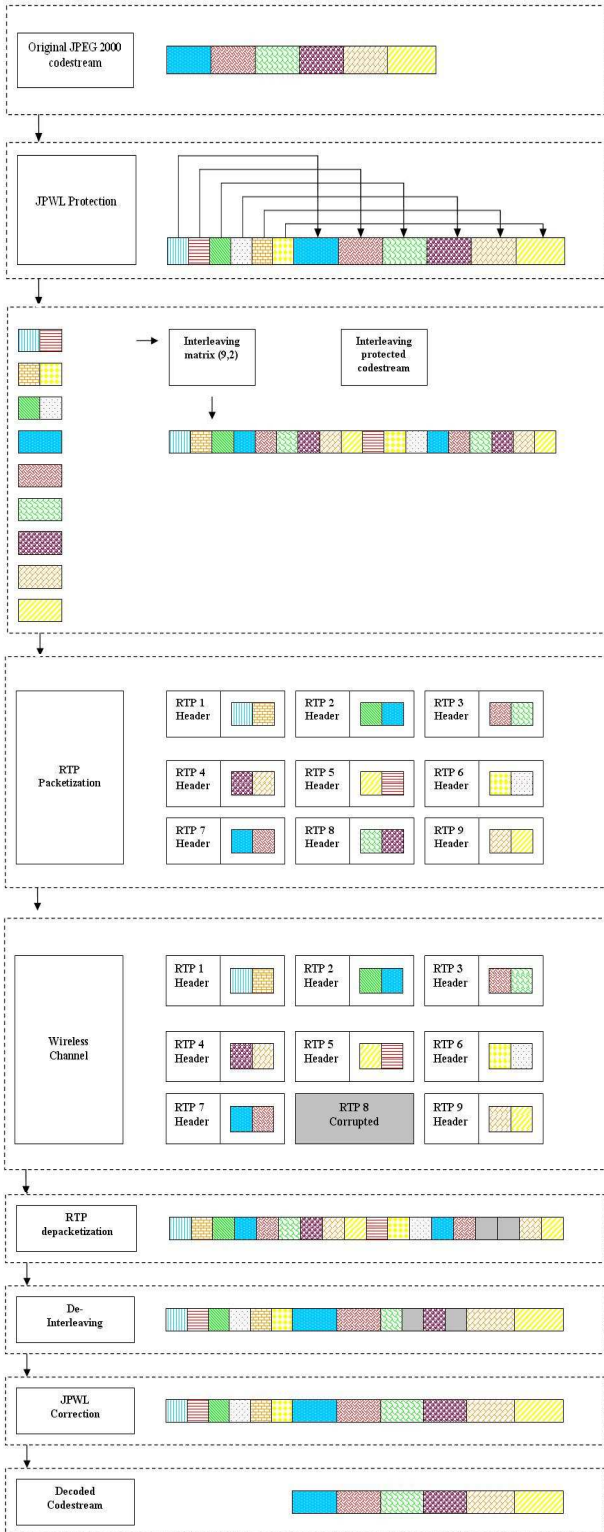 Original JPEG 2000
codestream
JPWL Protection
Interleaving
matrix (9,2)
Interleaving
protected
codestream
RTP
Packetization
RTP 1
Header
RTP 2
Header
RTP 3
Header
RTP 4
Header
RTP 5
Header
RTP 6
Header
RTP 7
Header
RTP 8
Header
RTP 9
Header
Wireless
Channel
RTP 1
Header
RTP 2
Header
RTP 3
Header
RTP 4
Header
RTP 5
Header
RTP 6
Header
RTP 7
Header
RTP 8
Corrupted
RTP 9
Header
RTP
depacketization
De-
Interleaving
JPWL
Correction
Decoded
Codestream